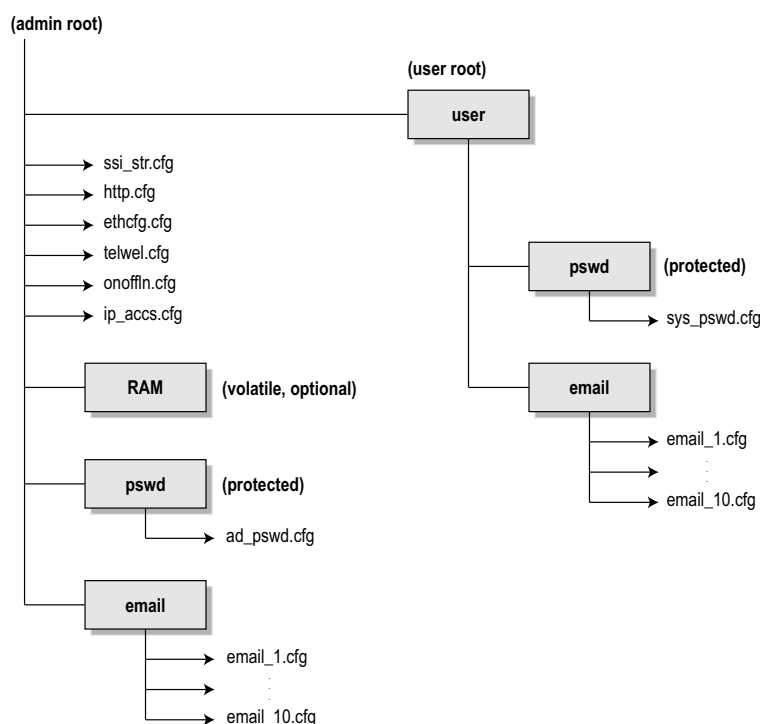 (admin root)
(user root)
user
ssi_str.cfg
http.cfg
ethcfg.cfg
telwel.cfg
onoffln.cfg
ip_accs.cfg
pswd
(protected)
sys_pswd.cfg
RAM
(volatile, optional)
email
email_1.cfg
email_10.cfg
pswd
(protected)
ad_pswd.cfg
email
email_1.cfg
email_10.cfg